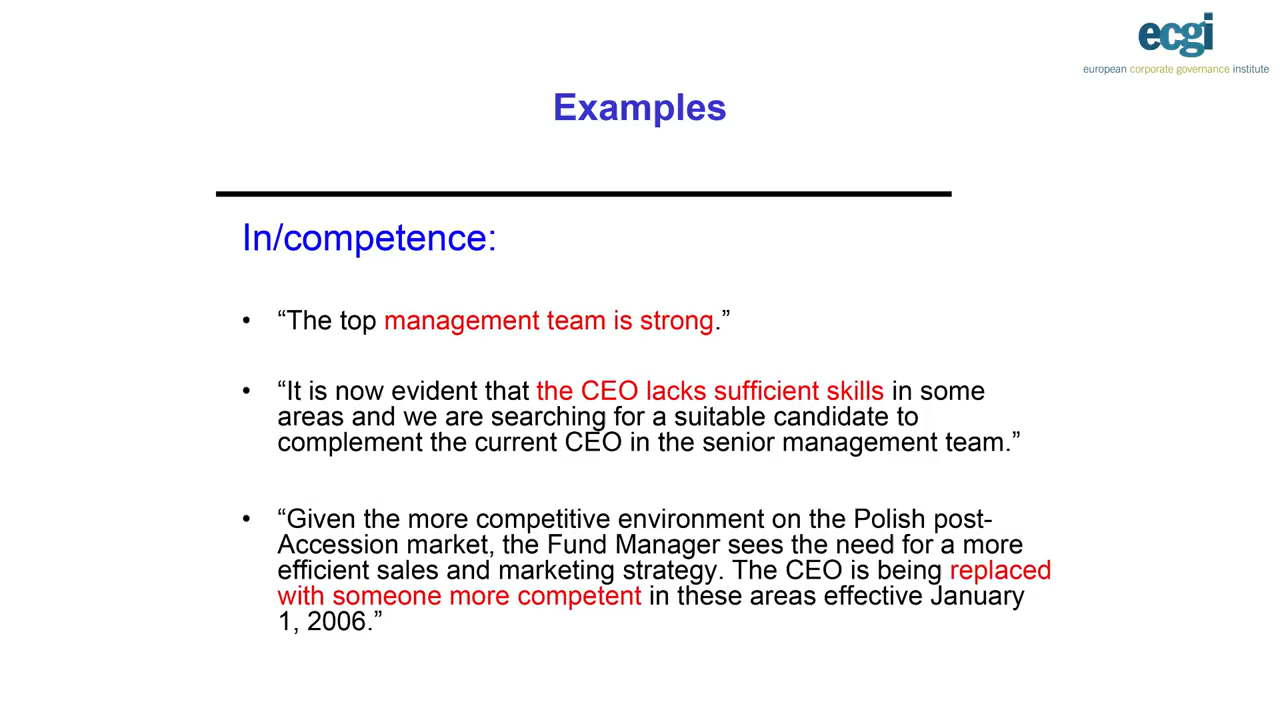 ecgi
european corporate governance institute
Examples
In/competence:
• “The top management team is strong.”
• “It is now evident that the CEO lacks sufficient skills in some
areas and we are searching for a suitable candidate to
complement the current CEO in the senior management team.”
• “Given the more competitive environment on the Polish post-
Accession market, the Fund Manager sees the need for a more
efficient sales and marketing strategy. The CEO is being replaced
with someone more competent in these areas effective January
1, 2006.”